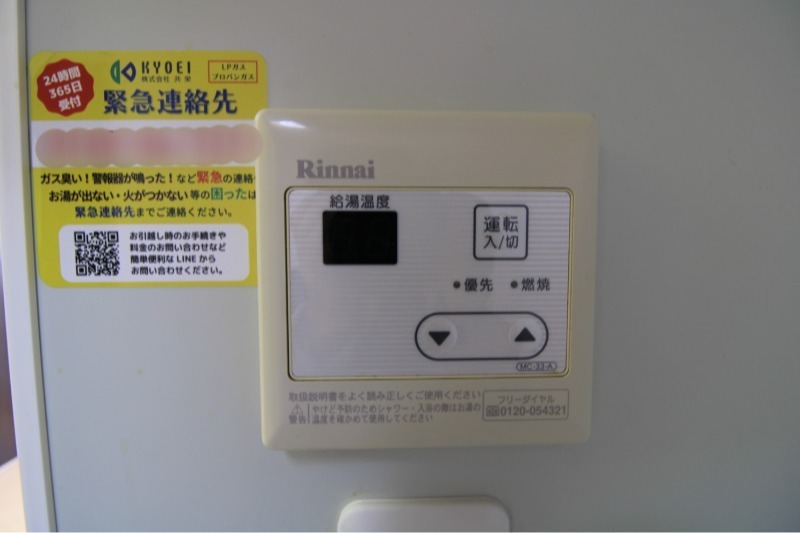 24時間
365日
受付
KYOEI
株式会社 共栄
LPガス
プロパンガス
緊急連絡先
ガス臭い！警報器が鳴った！など緊急の連絡
お湯が出ない・火がつかない等の困ったは
緊急連絡先までご連絡ください。
お引越し時のお手続きや
料金のお問い合わせなど
簡単便利な LINE から
お問い合わせください。
Rinnai
給湯温度
運転
入/切
優先
燃焼
MC-33-A
取扱説明書をよく読み正しくご使用ください
警告
やけど予防のためシャワー・入浴の際はお湯の
温度を確かめて使用してください
フリーダイヤル
0120-054321